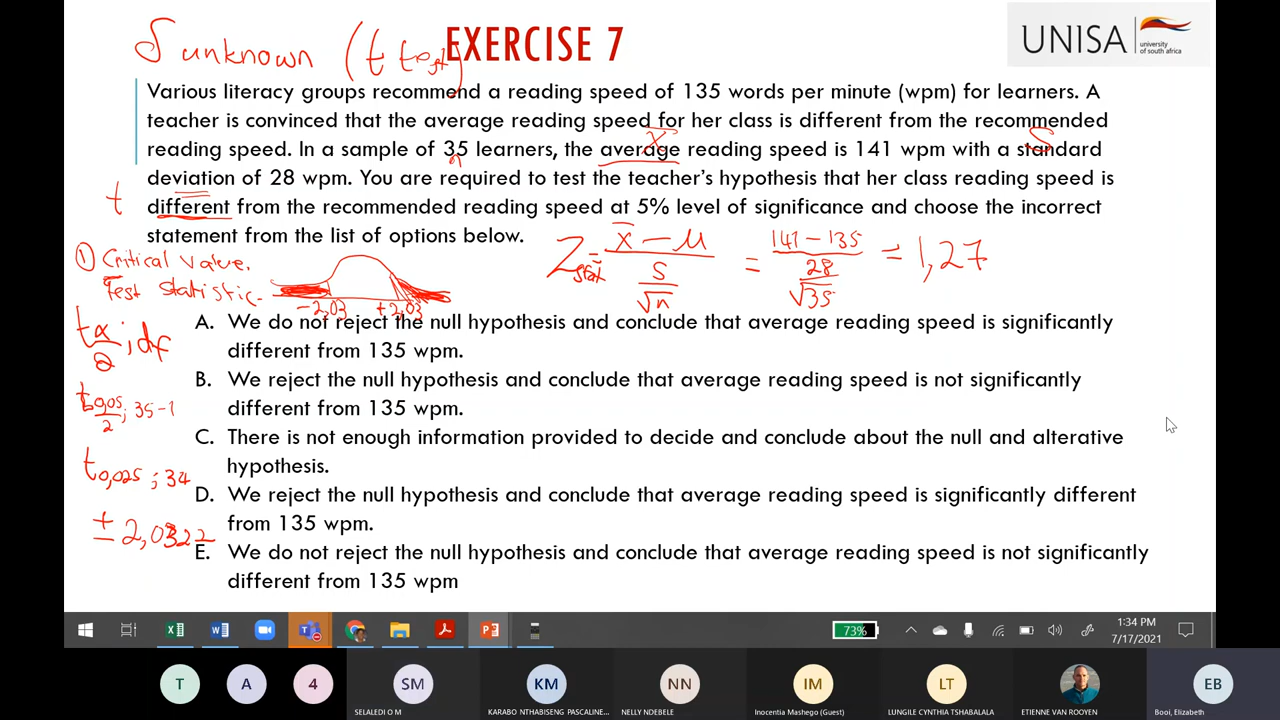 δ unknown (t test)
EXERCISE 7
UNISA
university
of south africa
Various literacy groups recommend a reading speed of 135 words per minute (wpm) for learners. A
teacher is convinced that the average reading speed for her class is different from the recommended
reading speed. In a sample of 35 learners, the average reading speed is 141 wpm with a standard
deviation of 28 wpm. You are required to test the teacher's hypothesis that her class reading speed is
different from the recommended reading speed at 5% level of significance and choose the incorrect
statement from the list of options below.
x̄
S
n
t
① Critical Value.
Test Statistic.
-2,03 +2,03
Zstat = x̄ - μ / s/√n = 141 - 135 / 28/√35 = 1,27
tα/2 ; df
t0,05/2 ; 35-1
t0,025 ; 34
± 2,0322
A. We do not reject the null hypothesis and conclude that average reading speed is significantly
different from 135 wpm.
B. We reject the null hypothesis and conclude that average reading speed is not significantly
different from 135 wpm.
C. There is not enough information provided to decide and conclude about the null and alterative
hypothesis.
D. We reject the null hypothesis and conclude that average reading speed is significantly different
from 135 wpm.
E. We do not reject the null hypothesis and conclude that average reading speed is not significantly
different from 135 wpm
73%
1:34 PM
7/17/2021
T
A
4
SM
SELALEDI O M
KM
KARABO NTHABISENG PASCALINE...
NN
NELLY NDEBELE
IM
Inocentia Mashego (Guest)
LT
LUNGILE CYNTHIA TSHABALALA
ETIENNE VAN ROOYEN
EB
Booi, Elizabeth